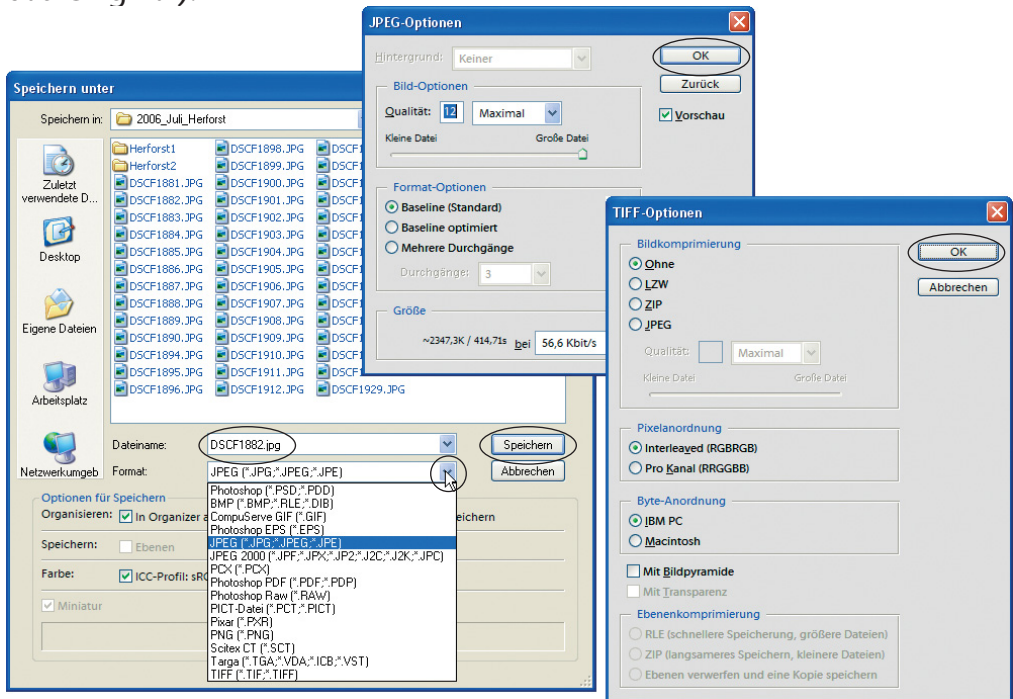 JPEG-Optionen
Hintergrund: Keiner
OK
Zurück
Vorschau
Bild-Optionen
Qualität: 12 Maximal
Kleine Datei Große Datei
Format-Optionen
Baseline (Standard)
Baseline optimiert
Mehrere Durchgänge
Durchgänge: 3
Größe
~2347,3K / 414,71s bei 56,6 Kbit/s
Speichern unter
Speichern in: 2006_Juli_Herforst
Zuletzt
verwendete D...
Desktop
Eigene Dateien
Arbeitsplatz
Netzwerkumgeb
Herforst1 DSCF1898.JPG
Herforst2 DSCF1899.JPG
DSCF1881.JPG DSCF1900.JPG
DSCF1882.JPG DSCF1901.JPG
DSCF1883.JPG DSCF1902.JPG
DSCF1884.JPG DSCF1903.JPG
DSCF1885.JPG DSCF1904.JPG
DSCF1886.JPG DSCF1905.JPG
DSCF1887.JPG DSCF1906.JPG
DSCF1888.JPG DSCF1907.JPG
DSCF1889.JPG DSCF1908.JPG
DSCF1890.JPG DSCF1909.JPG
DSCF1894.JPG DSCF1910.JPG
DSCF1895.JPG DSCF1911.JPG
DSCF1896.JPG DSCF1912.JPG DSCF1929.JPG
Dateiname: DSCF1882.jpg Speichern
Format: JPEG (*.JPG;*.JPEG;*.JPE) Abbrechen
Photoshop (*.PSD;*.PDD)
BMP (*.BMP;*.RLE;*.DIB)
CompuServe GIF (*.GIF)
Photoshop EPS (*.EPS)
JPEG (*.JPG;*.JPEG;*.JPE)
JPEG 2000 (*.JPF;*.JPX;*.JP2;*.J2C;*.J2K;*.JPC)
PCX (*.PCX)
Photoshop PDF (*.PDF;*.PDP)
Photoshop Raw (*.RAW)
PICT-Datei (*.PCT;*.PICT)
Pixar (*.PXR)
PNG (*.PNG)
Scitex CT (*.SCT)
Targa (*.TGA;*.VDA;*.ICB;*.VST)
TIFF (*.TIF;*.TIFF)
Optionen für Speichern
Organisieren: In Organizer
Speichern: Ebenen
Farbe: ICC-Profil:
Miniatur
TIFF-Optionen
Bildkomprimierung
OK
Abbrechen
Ohne
LZW
ZIP
JPEG
Qualität: Maximal
Kleine Datei Große Datei
Pixelanordnung
Interleaved (RGBRGB)
Pro Kanal (RRGGBB)
Byte-Anordnung
IBM PC
Macintosh
Mit Bildpyramide
Mit Transparenz
Ebenenkomprimierung
RLE (schnellere Speicherung, größere Dateien)
ZIP (langsameres Speichern, kleinere Dateien)
Ebenen verwerfen und eine Kopie speichern